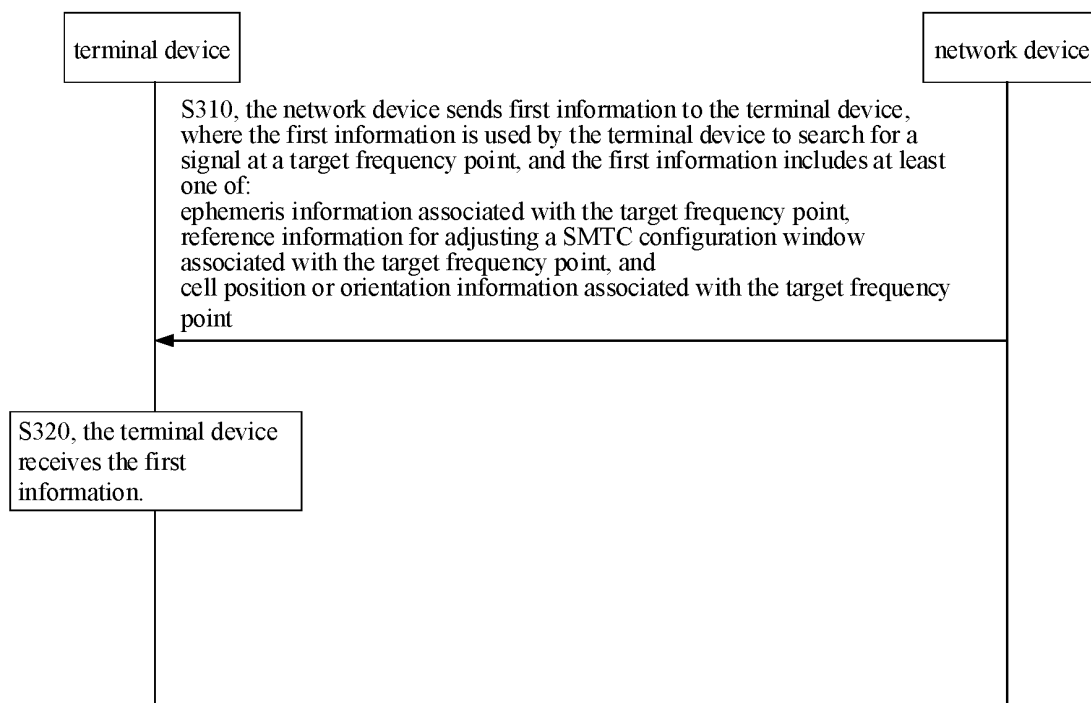 terminal device
network device
S310, the network device sends first information to the terminal device,
where the first information is used by the terminal device to search for a
signal at a target frequency point, and the first information includes at least
one of:
ephemeris information associated with the target frequency point,
reference information for adjusting a SMTC configuration window
associated with the target frequency point, and
cell position or orientation information associated with the target frequency
point
S320, the terminal device
receives the first
information.